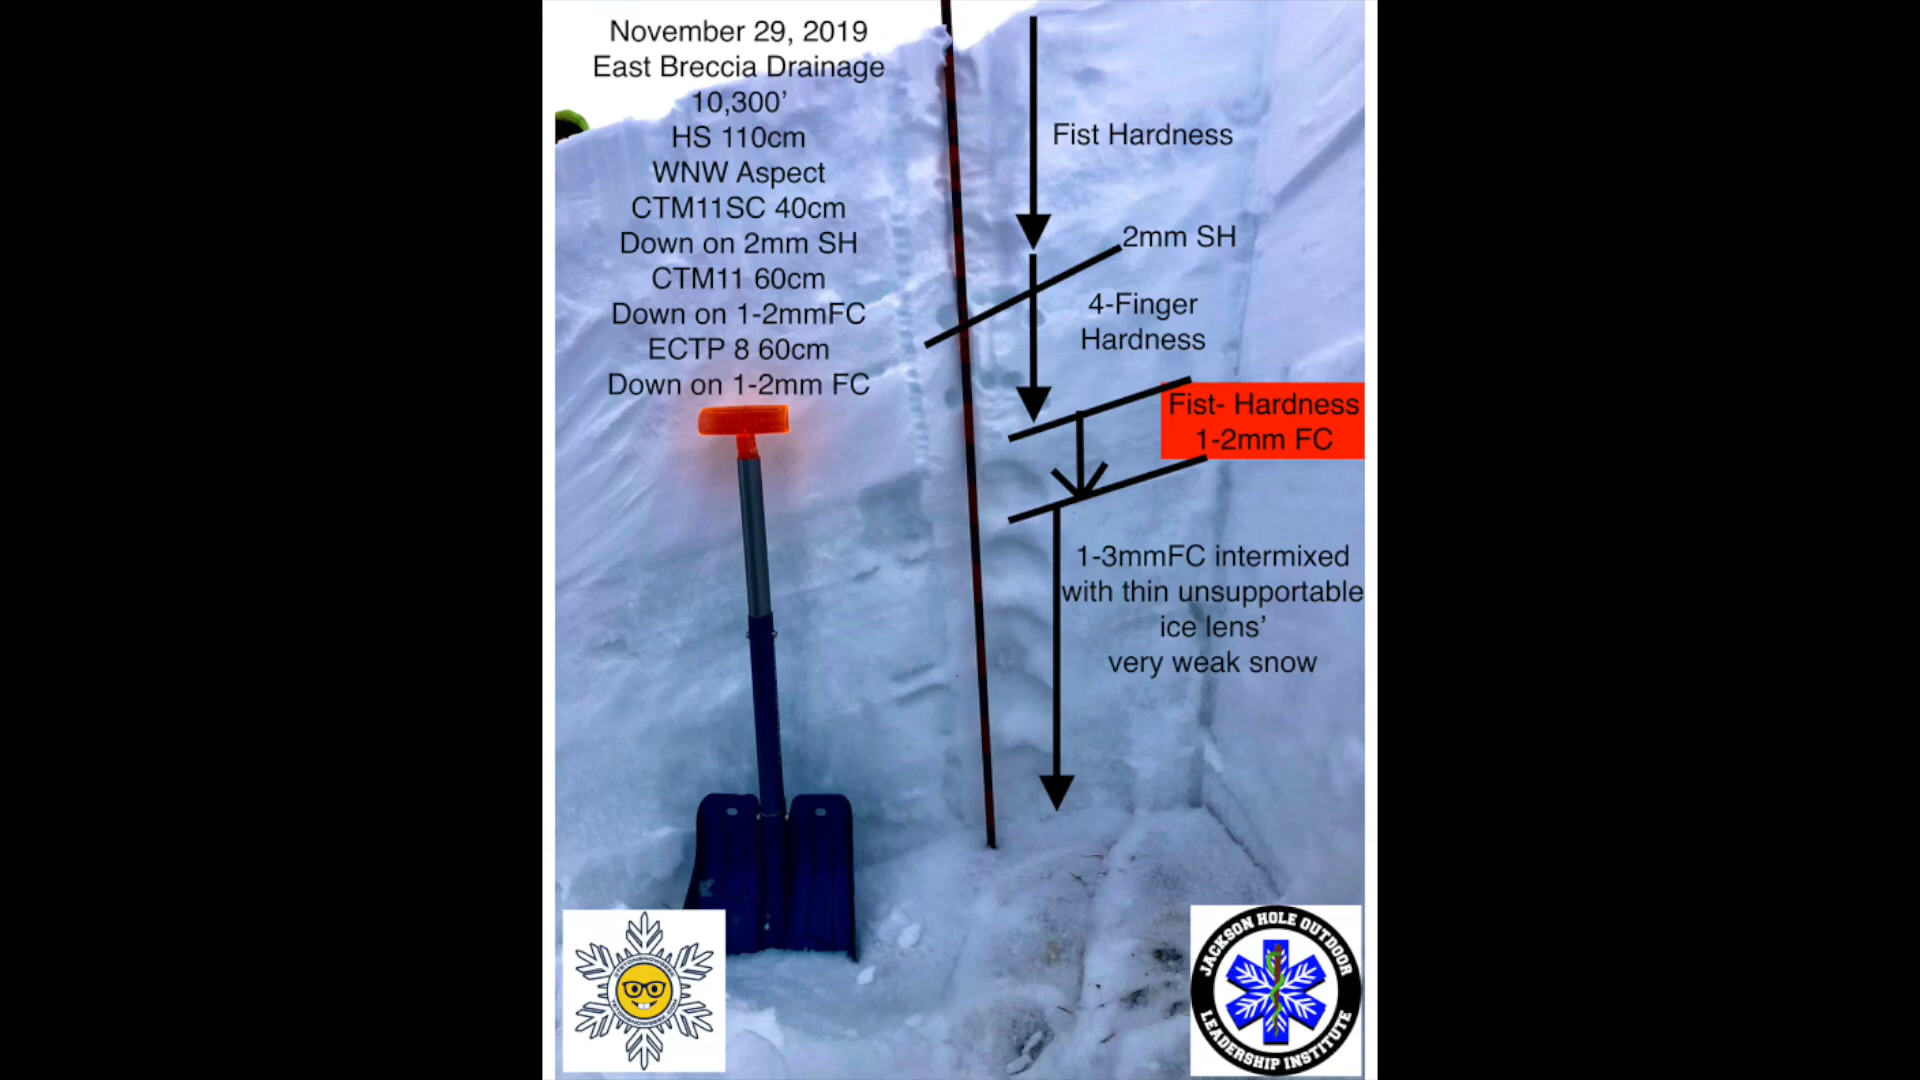 November 29, 2019
East Breccia Drainage
10,300’
HS 110cm
WNW Aspect
CTM11SC 40cm
Down on 2mm SH
CTM11 60cm
Down on 1-2mmFC
ECTP 8 60cm
Down on 1-2mm FC
Fist Hardness
2mm SH
4-Finger
Hardness
Fist- Hardness
1-2mm FC
1-3mmFC intermixed
with thin unsupportable
ice lens’
very weak snow
JACKSON HOLE OUTDOOR
LEADERSHIP INSTITUTE